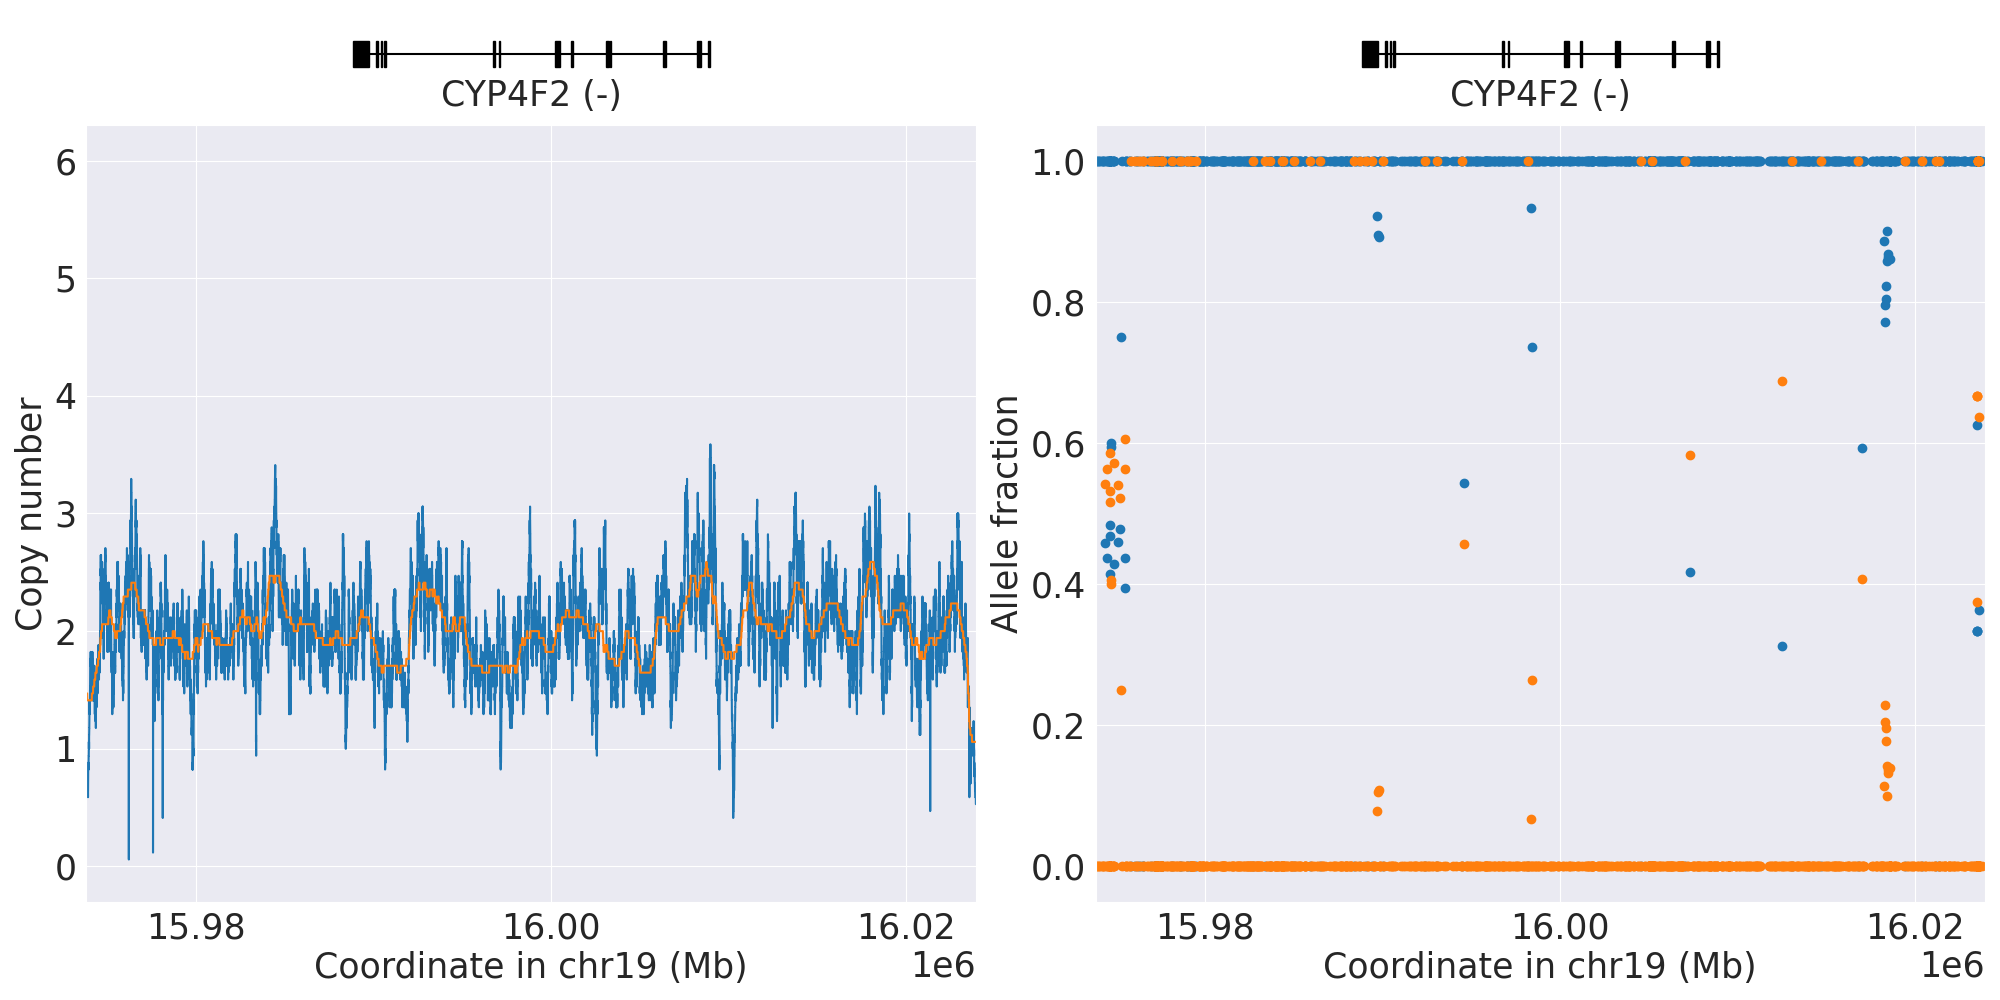 CYP4F2 (-)
6
5
4
3
2
1
0
Copy number
15.98
16.00
16.02
Coordinate in chr19 (Mb)
1e6
CYP4F2 (-)
1.0
0.8
0.6
0.4
0.2
0.0
Allele fraction
15.98
16.00
16.02
Coordinate in chr19 (Mb)
1e6